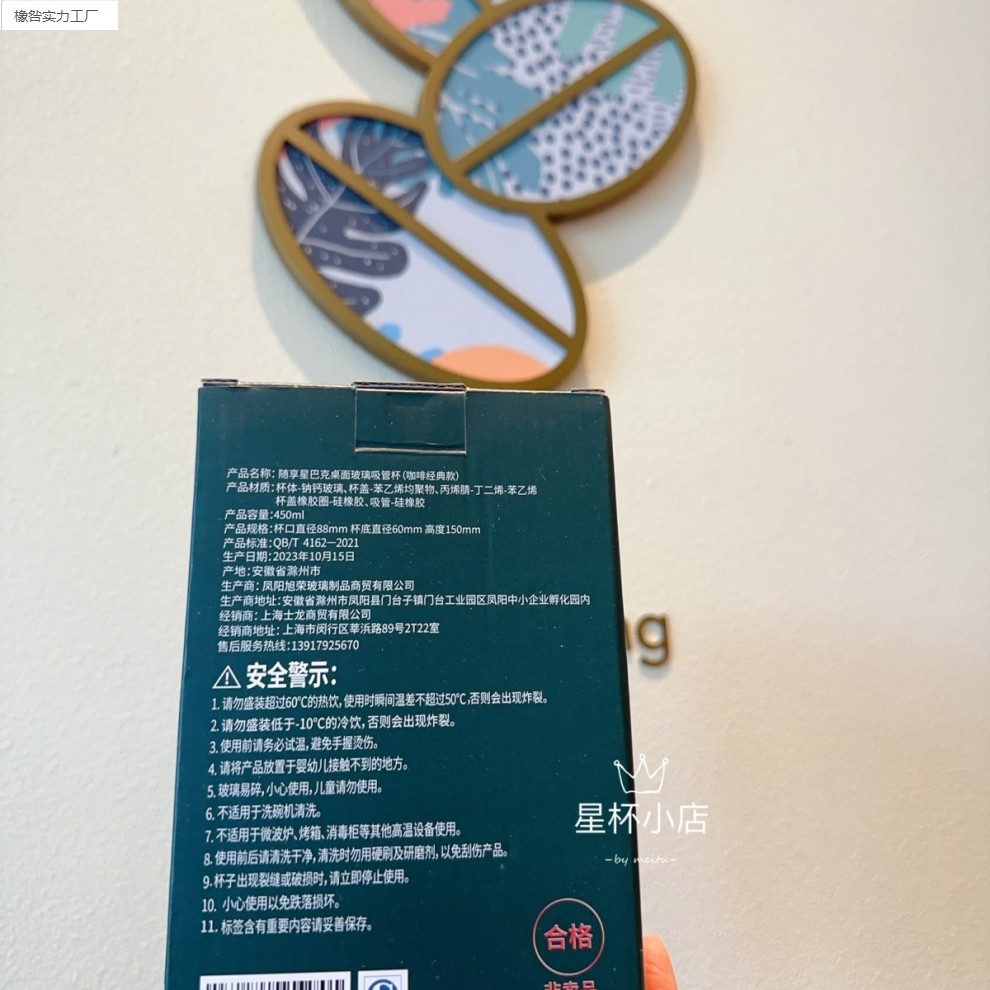 橡咎实力工厂
产品名称：随享星巴克桌面玻璃吸管杯（咖啡经典款）
产品材质：杯体-钠钙玻璃、杯盖-苯乙烯均聚物、丙烯腈-丁二烯-苯乙烯
杯盖橡胶圈-硅橡胶、吸管-硅橡胶
产品容量：450ml
产品规格：杯口直径88mm 杯底直径60mm 高度150mm
产品标准：QB/T 4162—2021
生产日期：2023年10月15日
产地：安徽省滁州市
生产商：凤阳旭荣玻璃制品商贸有限公司
生产商地址：安徽省滁州市凤阳县门台子镇门台工业园区凤阳中小企业孵化园内
经销商：上海士龙商贸有限公司
经销商地址：上海市闵行区莘浜路89号2T22室
售后服务热线：13917925670
安全警示：
1. 请勿盛装超过60℃的热饮，使用时瞬间温差不超过50℃，否则会出现炸裂。
2. 请勿盛装低于-10℃的冷饮，否则会出现炸裂。
3. 使用前请务必试温，避免手握烫伤。
4. 请将产品放置于婴幼儿接触不到的地方。
5. 玻璃易碎，小心使用，儿童请勿使用。
6. 不适用于洗碗机清洗。
7. 不适用于微波炉、烤箱、消毒柜等其他高温设备使用。
8. 使用前后请清洗干净，清洗时勿用硬刷及研磨剂，以免刮伤产品。
9. 杯子出现裂缝或破损时，请立即停止使用。
10. 小心使用以免跌落损坏。
11. 标签含有重要内容请妥善保存。
合格
非卖品
星杯小店
-by meitu-